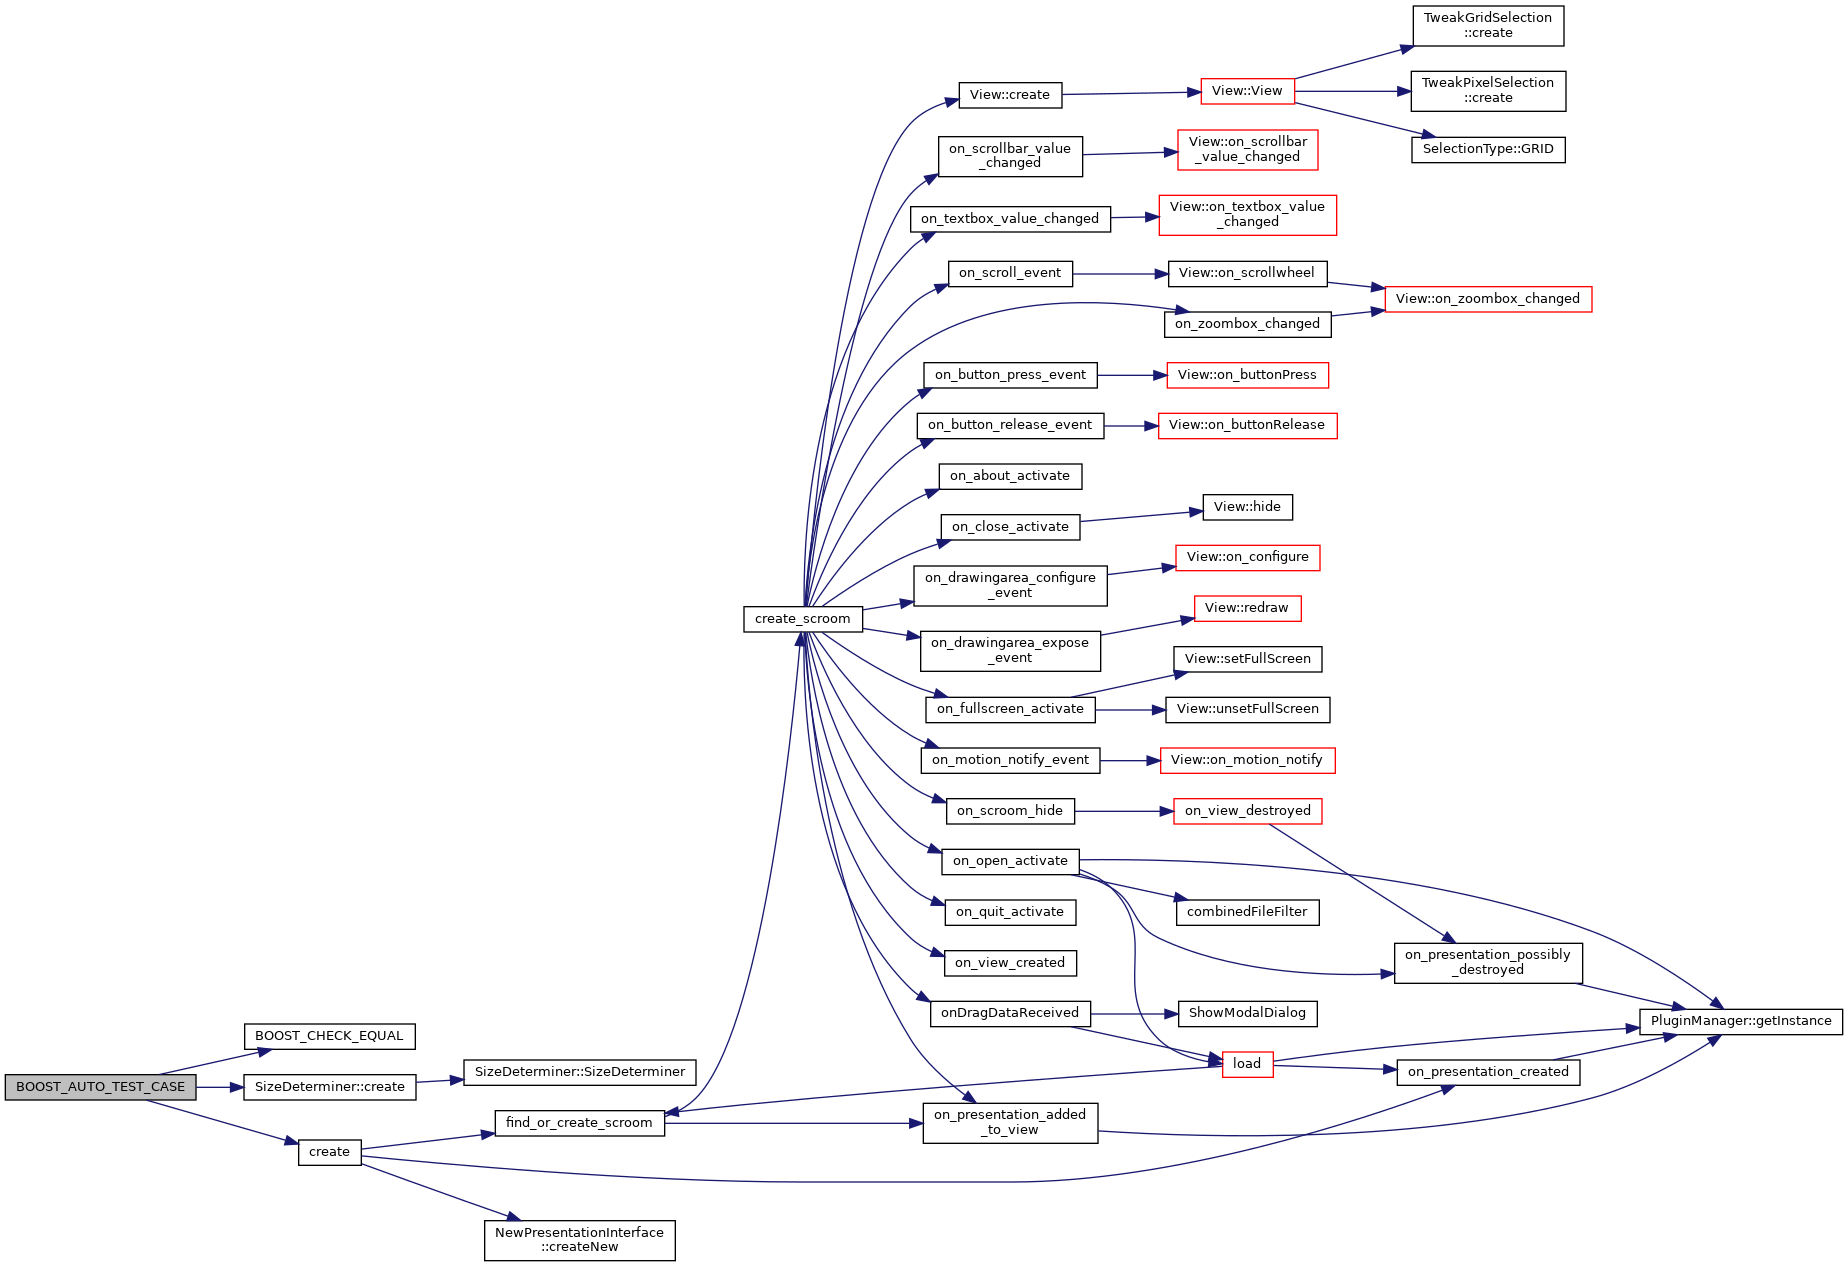 TweakGridSelection
::create
View::create
View::View
TweakPixelSelection
::create
on_scrollbar_value
_changed
View::on_scrollbar
_value_changed
SelectionType::GRID
on_textbox_value_changed
View::on_textbox_value
_changed
on_scroll_event
View::on_scrollwheel
View::on_zoombox_changed
on_zoombox_changed
on_button_press_event
View::on_buttonPress
on_button_release_event
View::on_buttonRelease
on_about_activate
on_close_activate
View::hide
on_drawingarea_configure
_event
View::on_configure
create_scroom
on_drawingarea_expose
_event
View::redraw
View::setFullScreen
on_fullscreen_activate
View::unsetFullScreen
on_motion_notify_event
View::on_motion_notify
on_scroom_hide
on_view_destroyed
on_open_activate
combinedFileFilter
on_quit_activate
on_view_created
on_presentation_possibly
_destroyed
onDragDataReceived
ShowModalDialog
PluginManager::getInstance
BOOST_CHECK_EQUAL
load
on_presentation_created
BOOST_AUTO_TEST_CASE
SizeDeterminer::create
SizeDeterminer::SizeDeterminer
find_or_create_scroom
on_presentation_added
_to_view
create
NewPresentationInterface
::createNew